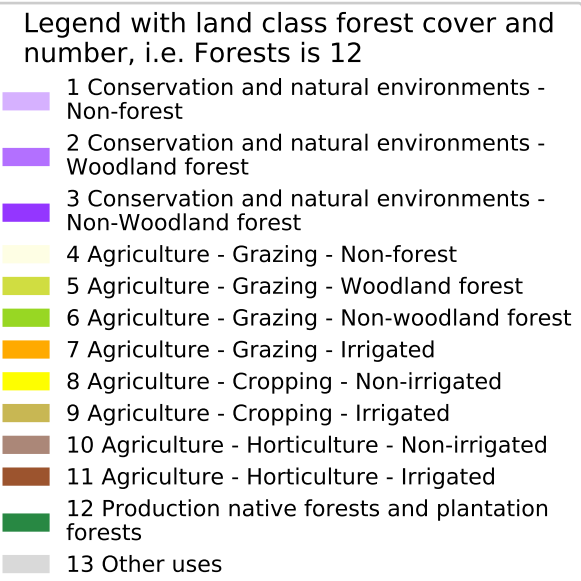 Legend with land class forest cover and
number, i.e. Forests is 12
1 Conservation and natural environments -
Non-forest
2 Conservation and natural environments -
Woodland forest
3 Conservation and natural environments -
Non-Woodland forest
4 Agriculture - Grazing - Non-forest
5 Agriculture - Grazing - Woodland forest
6 Agriculture - Grazing - Non-woodland forest
7 Agriculture - Grazing - Irrigated
8 Agriculture - Cropping - Non-irrigated
9 Agriculture - Cropping - Irrigated
10 Agriculture - Horticulture - Non-irrigated
11 Agriculture - Horticulture - Irrigated
12 Production native forests and plantation
forests
13 Other uses